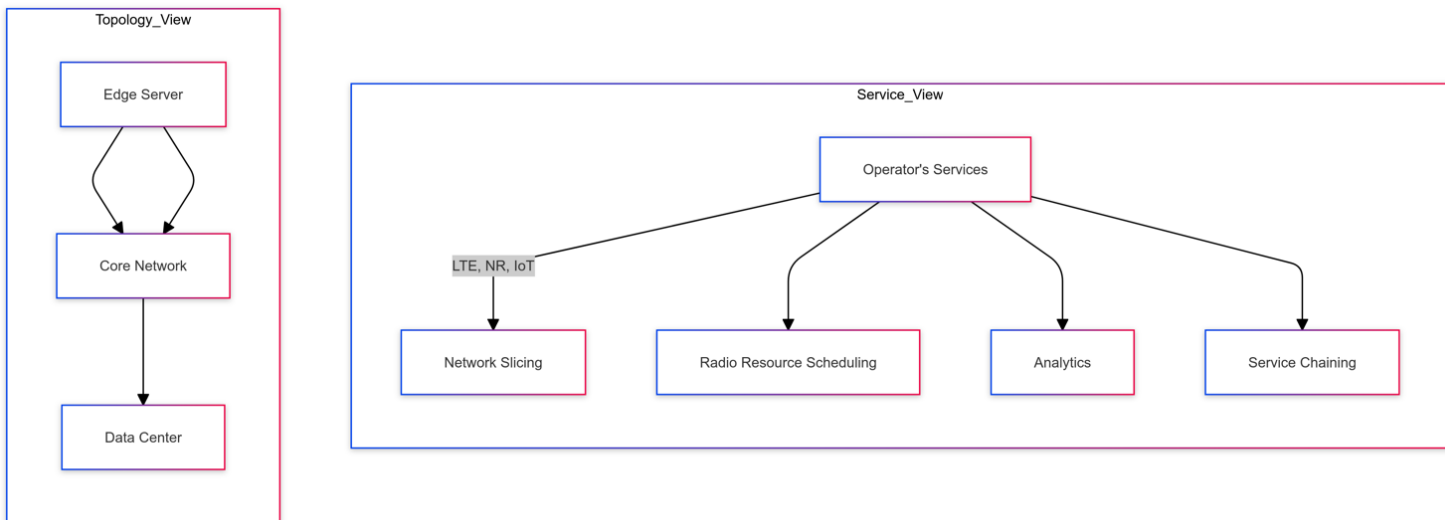 Topology_View
Edge Server
Core Network
Data Center
Service_View
Operator's Services
LTE, NR, IoT
Network Slicing
Radio Resource Scheduling
Analytics
Service Chaining